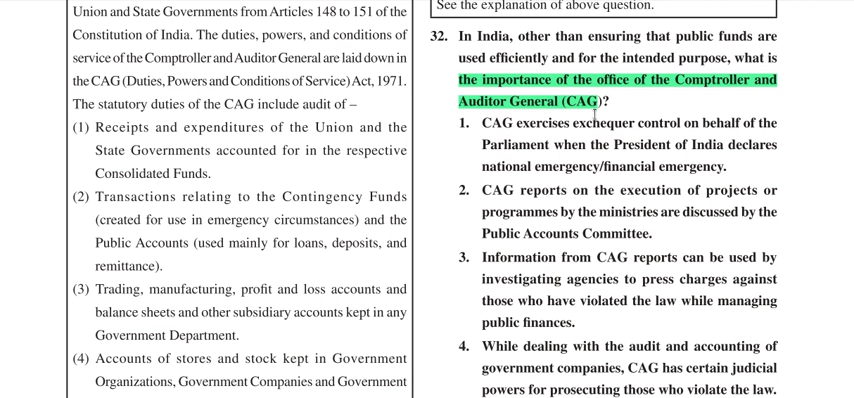 Union and State Governments from Articles 148 to 151 of the
Constitution of India. The duties, powers, and conditions of
service of the Comptroller and Auditor General are laid down in
the CAG (Duties, Powers and Conditions of Service) Act, 1971.
The statutory duties of the CAG include audit of –
(1) Receipts and expenditures of the Union and the
State Governments accounted for in the respective
Consolidated Funds.
(2) Transactions relating to the Contingency Funds
(created for use in emergency circumstances) and the
Public Accounts (used mainly for loans, deposits, and
remittance).
(3) Trading, manufacturing, profit and loss accounts and
balance sheets and other subsidiary accounts kept in any
Government Department.
(4) Accounts of stores and stock kept in Government
Organizations, Government Companies and Government
See the explanation of above question.
32. In India, other than ensuring that public funds are
used efficiently and for the intended purpose, what is
the importance of the office of the Comptroller and
Auditor General (CAG)?
1. CAG exercises exchequer control on behalf of the
Parliament when the President of India declares
national emergency/financial emergency.
2. CAG reports on the execution of projects or
programmes by the ministries are discussed by the
Public Accounts Committee.
3. Information from CAG reports can be used by
investigating agencies to press charges against
those who have violated the law while managing
public finances.
4. While dealing with the audit and accounting of
government companies, CAG has certain judicial
powers for prosecuting those who violate the law.